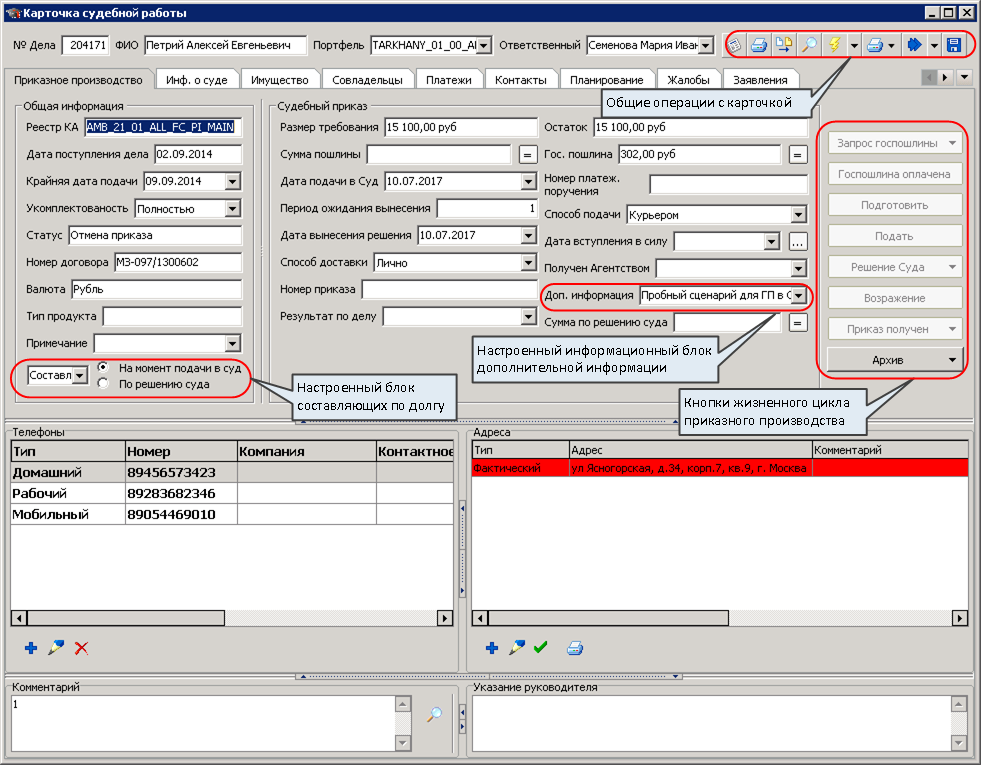 Карточка судебной работы
№ Дела 204171 ФИО Петрий Алексей Евгеньевич Портфель TARKHANY_01_00_AI Ответственный Семенова Мария Иван
Приказное производство Инф. о суде Имущество Совладельцы Платежи Контакты Планирование Жалобы Заявления
Общие операции с карточкой
Общая информация
Реестр КА AMB_21_01_ALL_FC_PI_MAIN
Дата поступления дела 02.09.2014
Крайняя дата подачи 09.09.2014
Укомплектованость Полностью
Статус Отмена приказа
Номер договора МЗ-097/1300602
Валюта Рубль
Тип продукта
Примечание
Составл На момент подачи в суд
По решению суда
Настроенный блок
составляющих по долгу
Судебный приказ
Размер требования 15 100,00 руб
Сумма пошлины =
Дата подачи в Суд 10.07.2017
Период ожидания вынесения 1
Дата вынесения решения 10.07.2017
Способ доставки Лично
Номер приказа
Результат по делу
Остаток 15 100,00 руб
Гос. пошлина 302,00 руб =
Номер платеж.
поручения
Способ подачи Курьером
Дата вступления в силу ...
Получен Агентством
Доп. информация Пробный сценарий для ГП в С
Сумма по решению суда =
Настроенный информационный блок
дополнительной информации
Запрос госпошлины
Госпошлина оплачена
Подготовить
Подать
Решение Суда
Возражение
Приказ получен
Архив
Кнопки жизненного цикла
приказного производства
Телефоны
Тип Номер Компания Контактное
Домашний 89456573423
Рабочий 89283682346
Мобильный 89054469010
Адреса
Тип Адрес Комментарий
Фактический ул Ясногорская, д.34, корп.7, кв.9, г. Москва
Комментарий
1
Указание руководителя